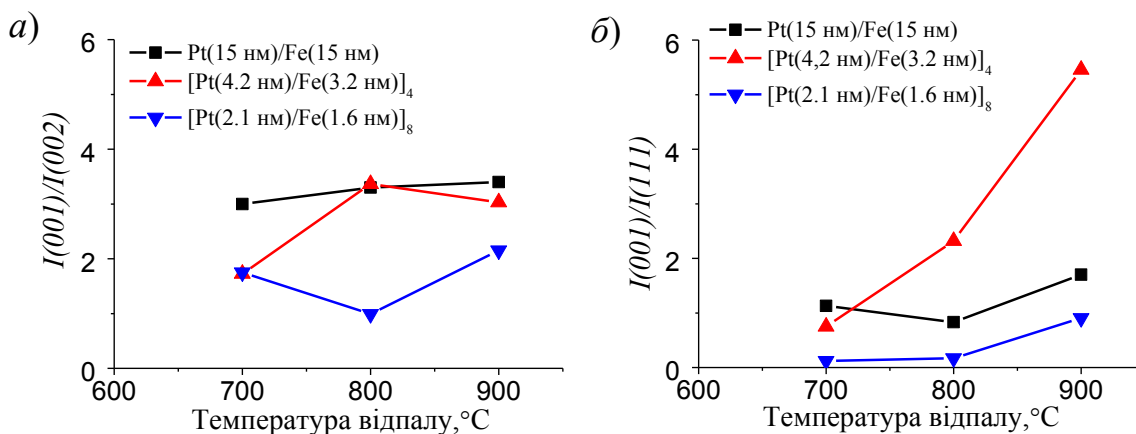 а)
6
4
2
0
I(001)/I(002)
Pt(15 нм)/Fe(15 нм)
[Pt(4.2 нм)/Fe(3.2 нм)]₄
[Pt(2.1 нм)/Fe(1.6 нм)]₈
600 700 800 900
Температура відпалу,°C
б)
6
4
2
0
I(001)/I(111)
Pt(15 нм)/Fe(15 нм)
[Pt(4,2 нм)/Fe(3.2 нм)]₄
[Pt(2.1 нм)/Fe(1.6 нм)]₈
600 700 800 900
Температура відпалу,°C